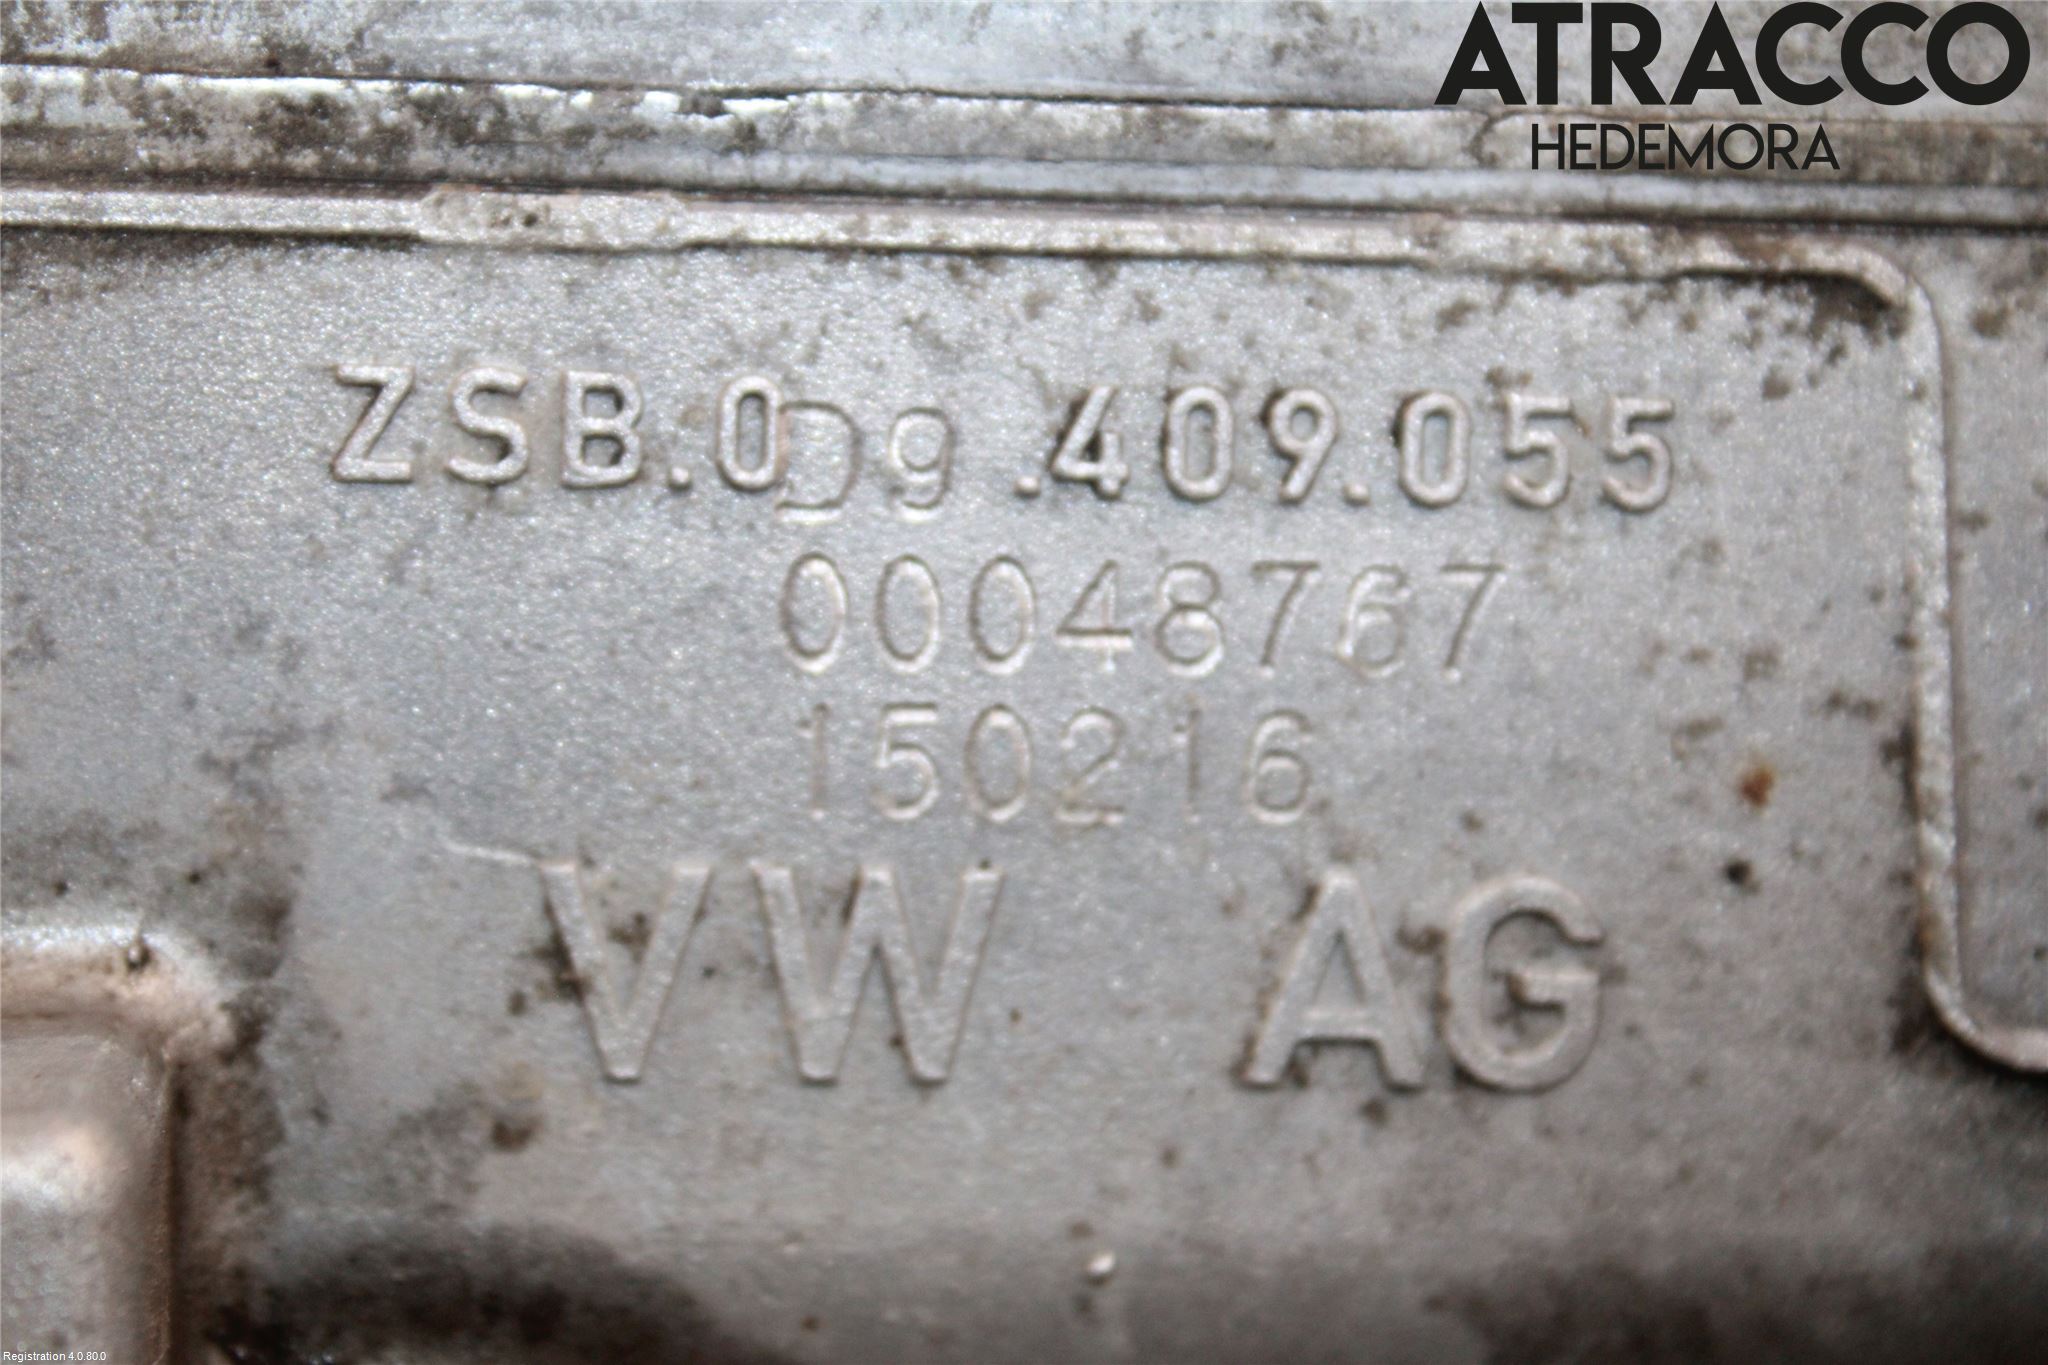 ATRACCO
HEDEMORA
ZSB.0D9.409.055
00048767
150216
VW AG
Registration 4.0.80.0